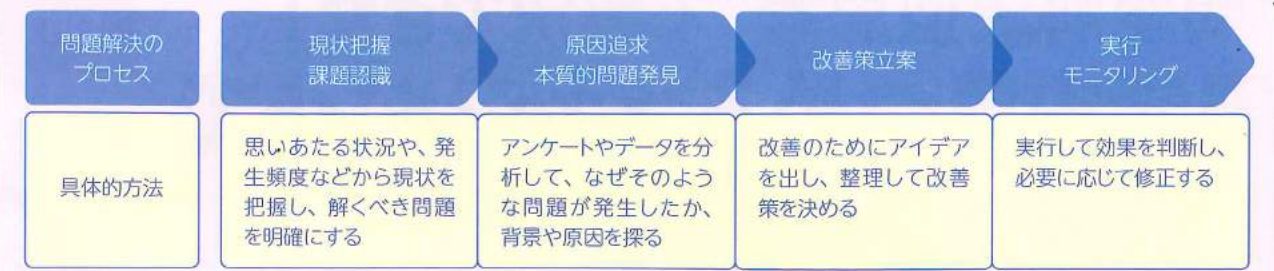 問題解決の
プロセス
現状把握
課題認識
原因追求
本質的問題発見
改善策立案
実行
モニタリング
具体的方法
思いあたる状況や、発
生頻度などから現状を
把握し、解くべき問題
を明確にする
アンケートやデータを分
析して、なぜそのよう
な問題が発生したか、
背景や原因を探る
改善のためにアイデア
を出し、整理して改善
策を決める
実行して効果を判断し、
必要に応じて修正する